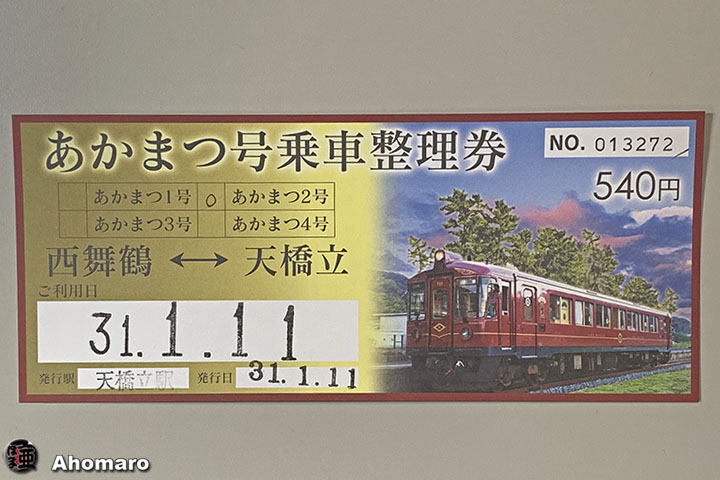 あかまつ号乗車整理券
NO. 013272
540円
あかまつ1号 ○ あかまつ2号
あかまつ3号 あかまつ4号
西舞鶴 ↔ 天橋立
ご利用日
31.1.11
発行駅 天橋立駅 発行日 31.1.11
Ahomaro